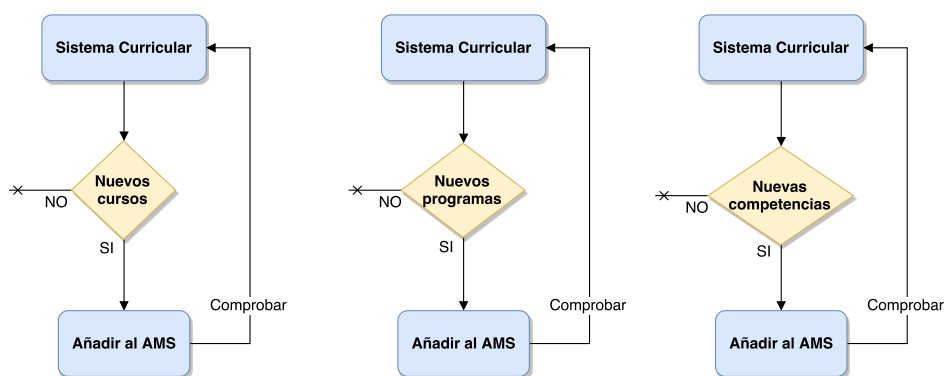 Sistema Curricular
Nuevos
cursos
NO
SI
Comprobar
Añadir al AMS
Sistema Curricular
Nuevos
programas
NO
SI
Comprobar
Añadir al AMS
Sistema Curricular
Nuevas
competencias
NO
SI
Comprobar
Añadir al AMS